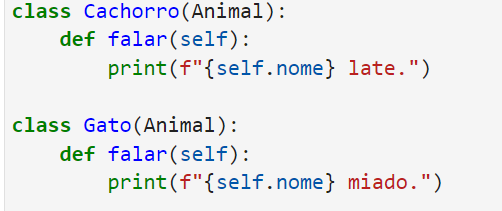 class Cachorro(Animal):
    def falar(self):
        print(f"{self.nome} late.")
class Gato(Animal):
    def falar(self):
        print(f"{self.nome} miado.")